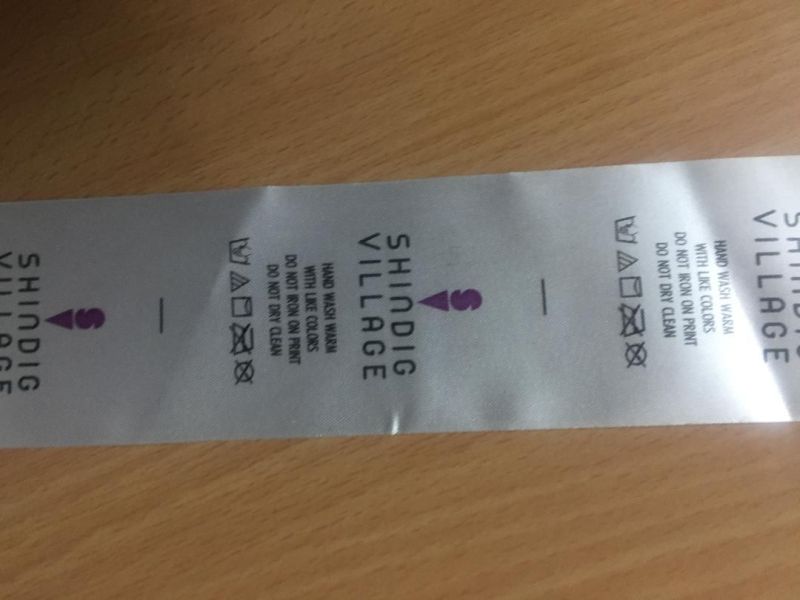 SHINDIG
VILLAGE
HAND WASH WARM
WITH LIKE COLORS
DO NOT IRON ON PRINT
DO NOT DRY CLEAN
S
SHINDIG
VILLAGE
HAND WASH WARM
WITH LIKE COLORS
DO NOT IRON ON PRINT
DO NOT DRY CLEAN
S
SHINDIG
VILLAGE